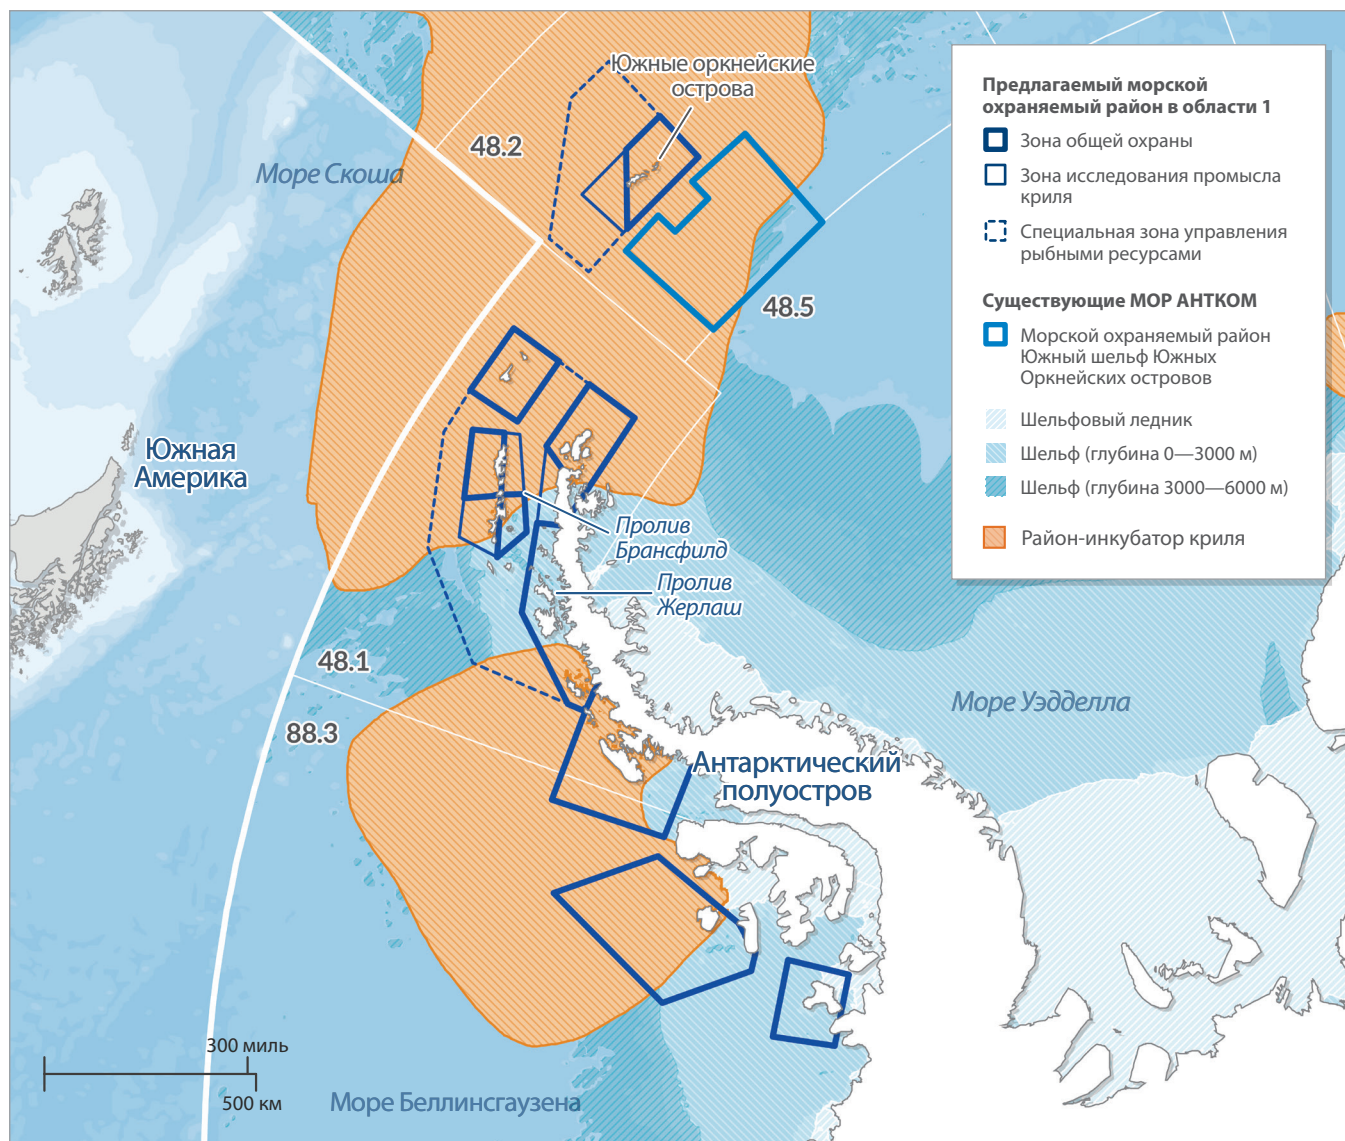 Южные оркнейские
острова
48.2
Море Скоша
48.5
Южная
Америка
Пролив
Брансфилд
Пролив
Жерлаш
48.1
88.3
Море Уэдделла
Антарктический
полуостров
Море Беллинсгаузена
300 миль
500 км
Предлагаемый морской
охраняемый район в области 1
Зона общей охраны
Зона исследования промысла
криля
Специальная зона управления
рыбными ресурсами
Существующие МОР АНТКОМ
Морской охраняемый район
Южный шельф Южных
Оркнейских островов
Шельфовый ледник
Шельф (глубина 0—3000 м)
Шельф (глубина 3000—6000 м)
Район-инкубатор криля